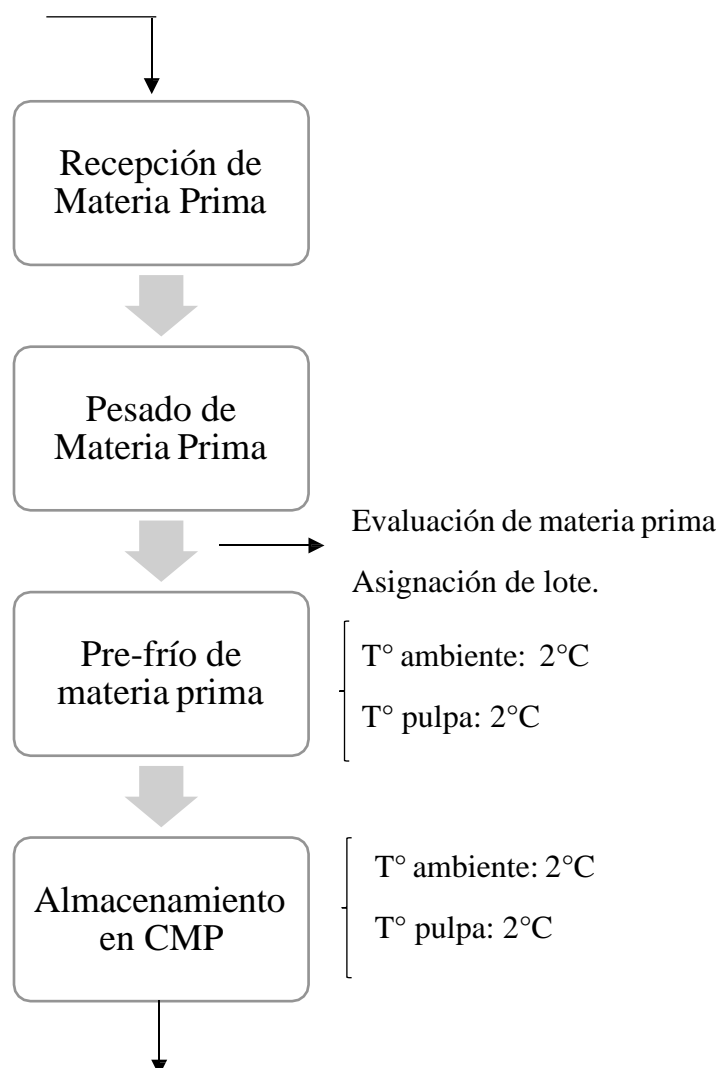 Recepción de
Materia Prima
Pesado de
Materia Prima
Evaluación de materia prima
Asignación de lote.
Pre-frío de
materia prima
T° ambiente: 2°C
T° pulpa: 2°C
Almacenamiento
en CMP
T° ambiente: 2°C
T° pulpa: 2°C